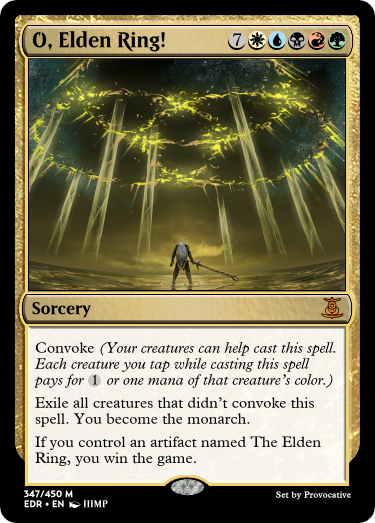 O, Elden Ring! 7
Sorcery
Convoke (Your creatures can help cast this spell.
Each creature you tap while casting this spell
pays for 1 or one mana of that creature's color.)
Exile all creatures that didn't convoke this
spell. You become the monarch.
If you control an artifact named The Elden
Ring, you win the game.
347/450 M
EDR • EN IIIMP
Set by Provocative